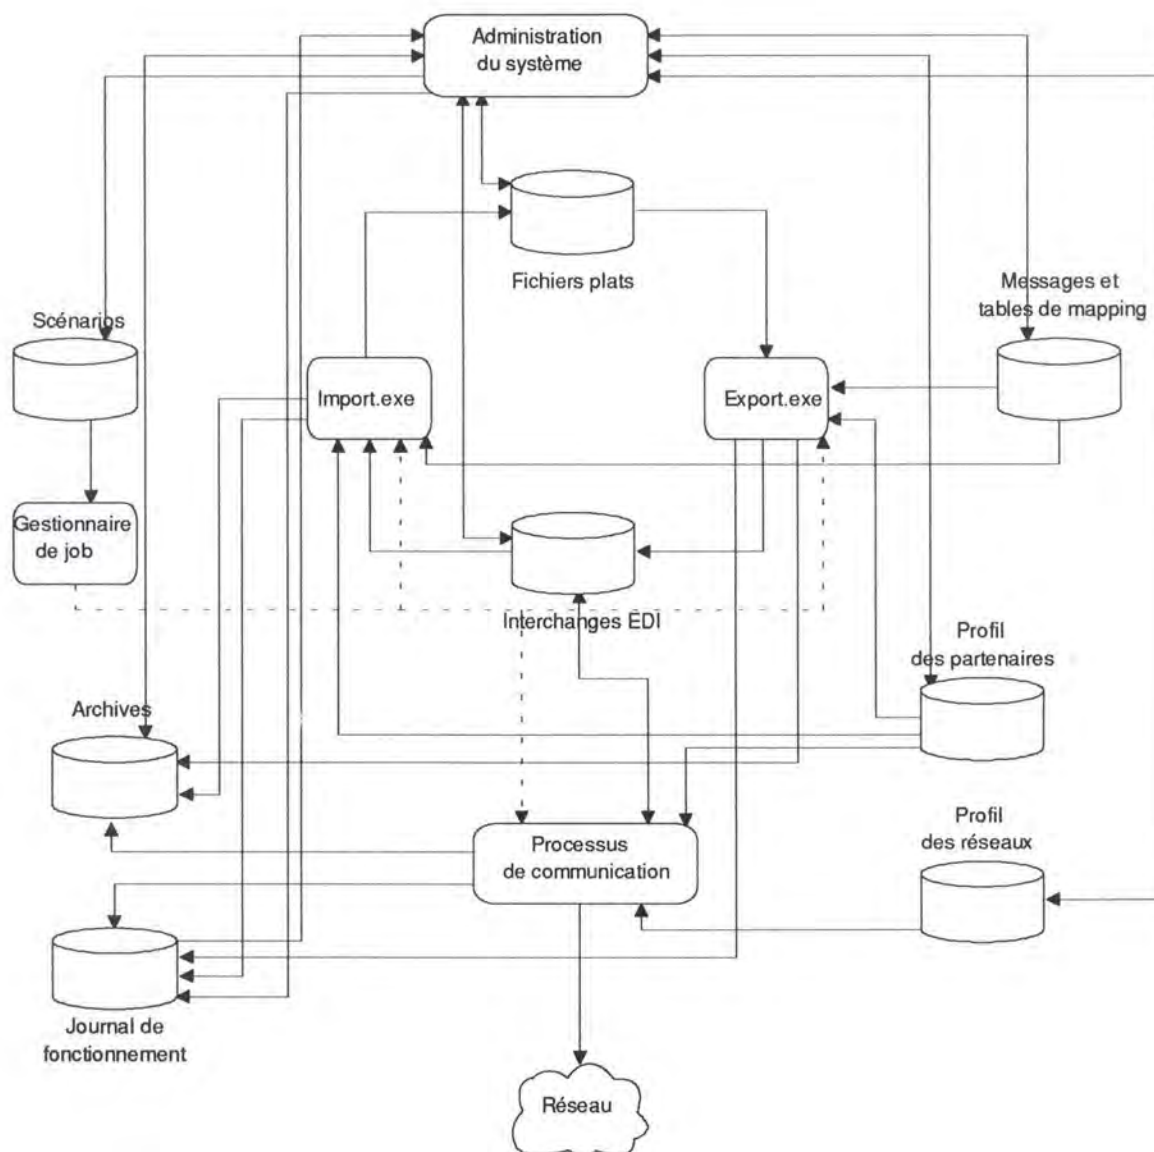 Administration
du système
Fichiers plats
Messages et
tables de mapping
Scénarios
Import.exe
Export.exe
Gestionnaire
de job
Interchanges EDI
Profil
des partenaires
Archives
Processus
de communication
Profil
des réseaux
Journal de
fonctionnement
Réseau